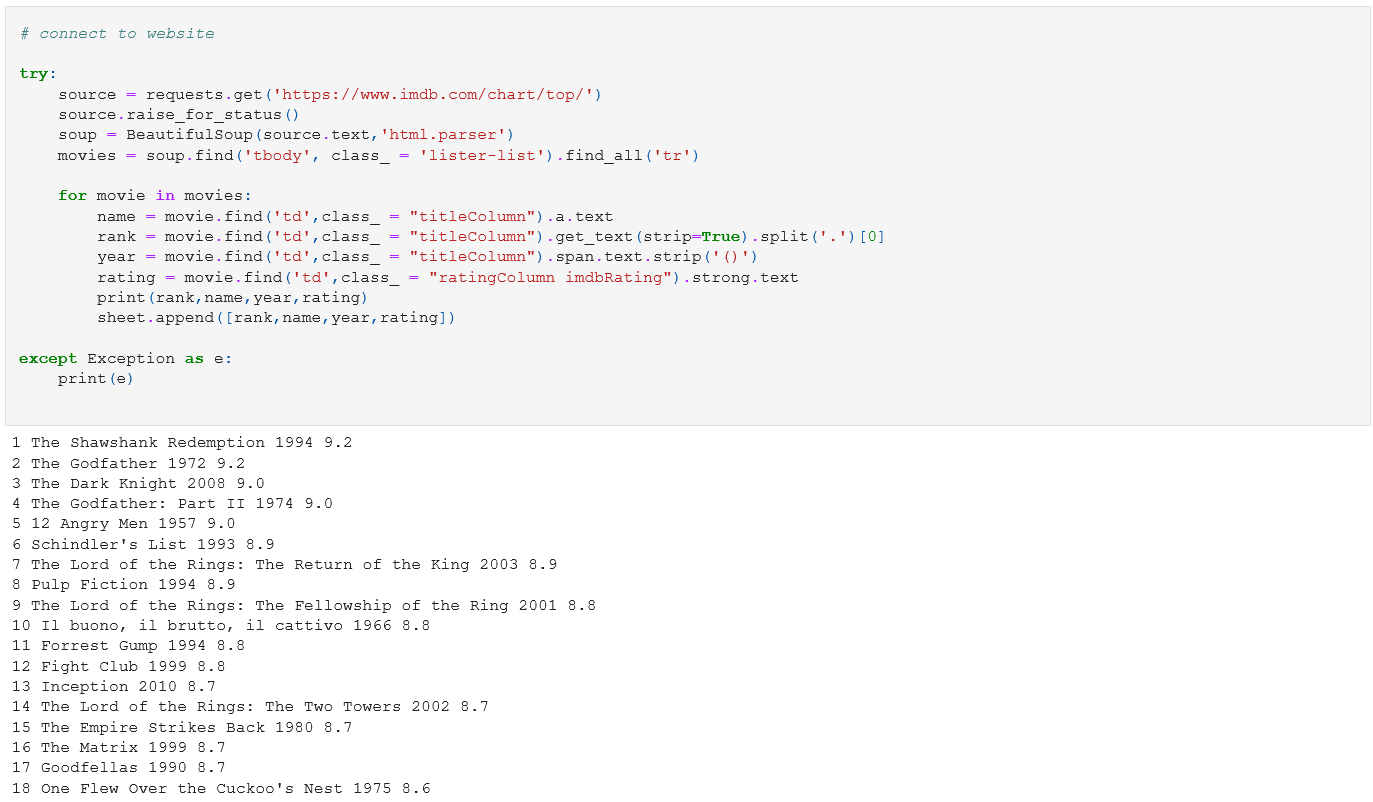 # connect to website
try:
    source = requests.get('https://www.imdb.com/chart/top/')
    source.raise_for_status()
    soup = BeautifulSoup(source.text,'html.parser')
    movies = soup.find('tbody', class_ = 'lister-list').find_all('tr')
    for movie in movies:
        name = movie.find('td',class_ = "titleColumn").a.text
        rank = movie.find('td',class_ = "titleColumn").get_text(strip=True).split('.')[0]
        year = movie.find('td',class_ = "titleColumn").span.text.strip('()')
        rating = movie.find('td',class_ = "ratingColumn imdbRating").strong.text
        print(rank,name,year,rating)
        sheet.append([rank,name,year,rating])
except Exception as e:
    print(e)
1 The Shawshank Redemption 1994 9.2
2 The Godfather 1972 9.2
3 The Dark Knight 2008 9.0
4 The Godfather: Part II 1974 9.0
5 12 Angry Men 1957 9.0
6 Schindler's List 1993 8.9
7 The Lord of the Rings: The Return of the King 2003 8.9
8 Pulp Fiction 1994 8.9
9 The Lord of the Rings: The Fellowship of the Ring 2001 8.8
10 Il buono, il brutto, il cattivo 1966 8.8
11 Forrest Gump 1994 8.8
12 Fight Club 1999 8.8
13 Inception 2010 8.7
14 The Lord of the Rings: The Two Towers 2002 8.7
15 The Empire Strikes Back 1980 8.7
16 The Matrix 1999 8.7
17 Goodfellas 1990 8.7
18 One Flew Over the Cuckoo's Nest 1975 8.6